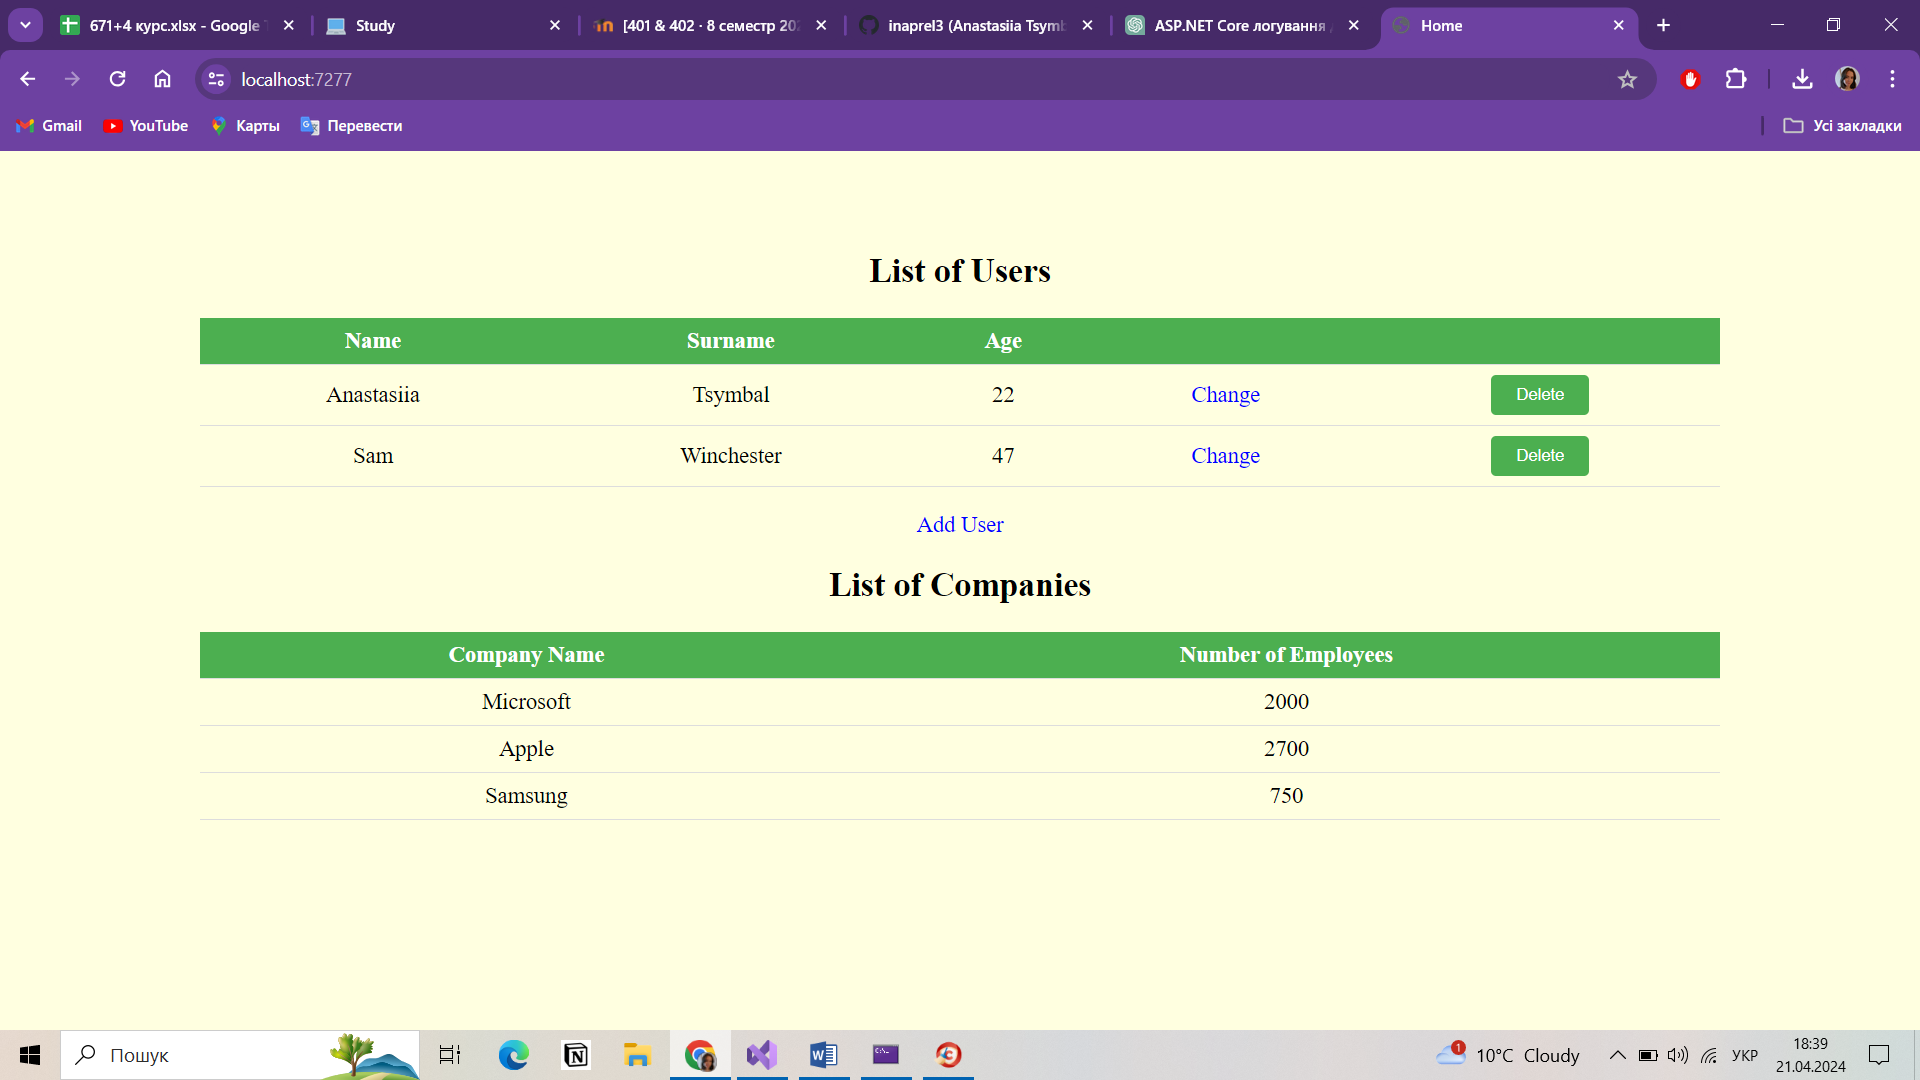 671+4 курс.xlsx - Google
Study
[401 & 402 · 8 семестр
inaprel3 (Anastasiia Tsymb
ASP.NET Core логування
Home
localhost:7277
Gmail
YouTube
Карты
Перевести
Усі закладки
List of Users
Name Surname Age
Anastasiia Tsymbal 22 Change Delete
Sam Winchester 47 Change Delete
Add User
List of Companies
Company Name Number of Employees
Microsoft 2000
Apple 2700
Samsung 750
Пошук
1
10°C Cloudy
УКР
18:39
21.04.2024